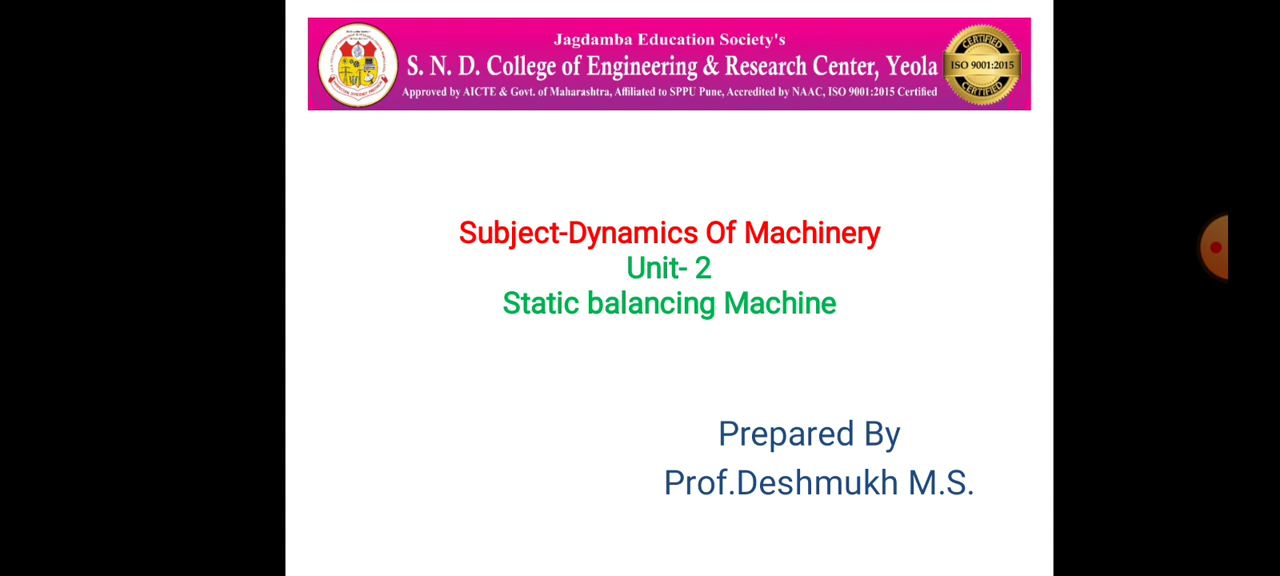 Jagdamba Education Society's
S. N. D. College of Engineering & Research Center, Yeola
Approved by AICTE & Govt. of Maharashtra, Affiliated to SPPU Pune, Accredited by NAAC, ISO 9001:2015 Certified
CERTIFIED
ISO 9001:2015
CERTIFIED
Subject-Dynamics Of Machinery
Unit- 2
Static balancing Machine
Prepared By
Prof.Deshmukh M.S.